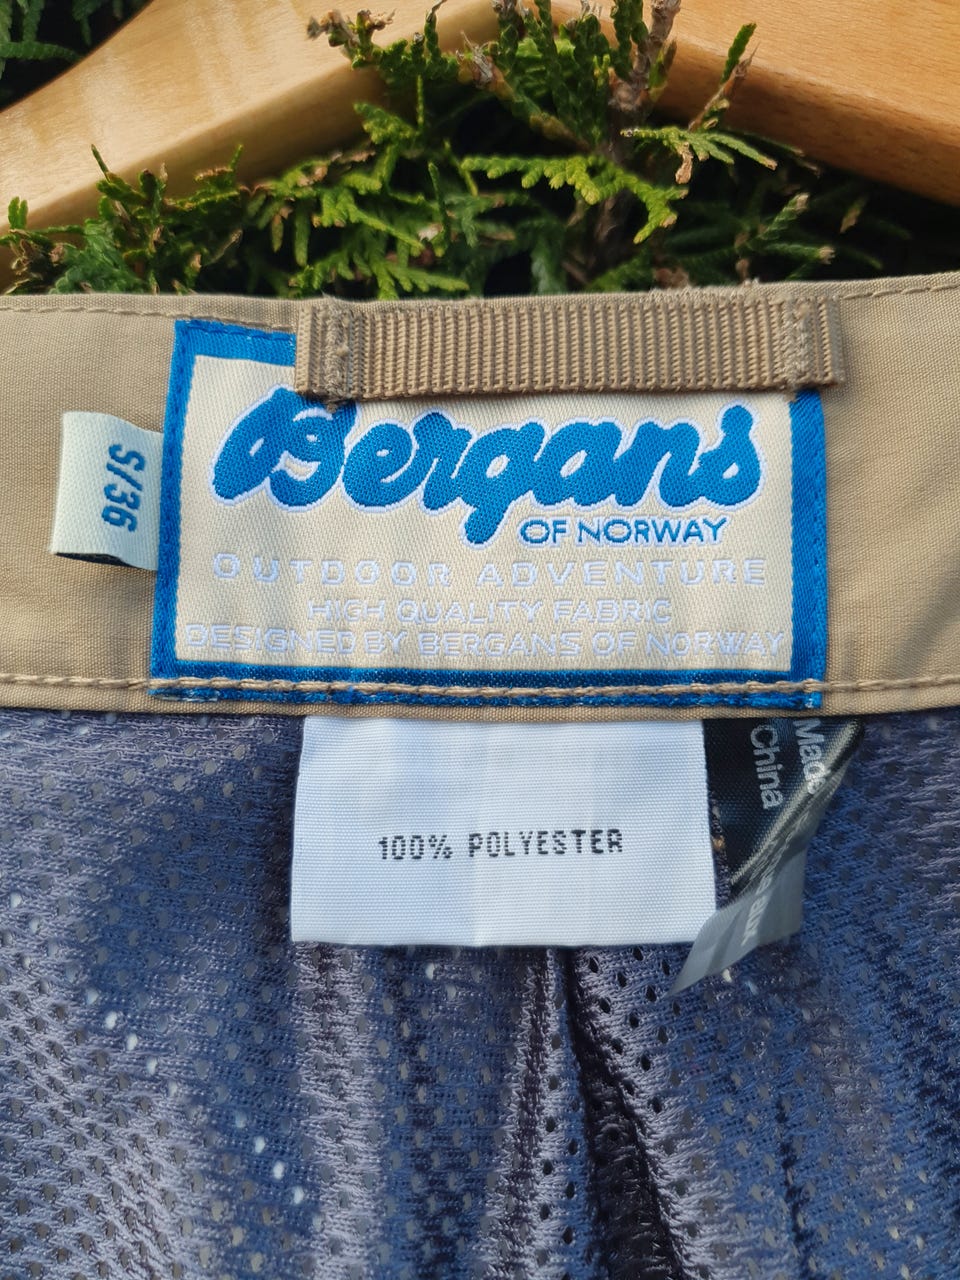 S/36
Bergans
OF NORWAY
OUTDOOR ADVENTURE
HIGH QUALITY FABRIC
DESIGNED BY BERGANS OF NORWAY
100% POLYESTER
Made
China